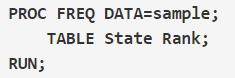 PROC FREQ DATA=sample;
    TABLE State Rank;
RUN;